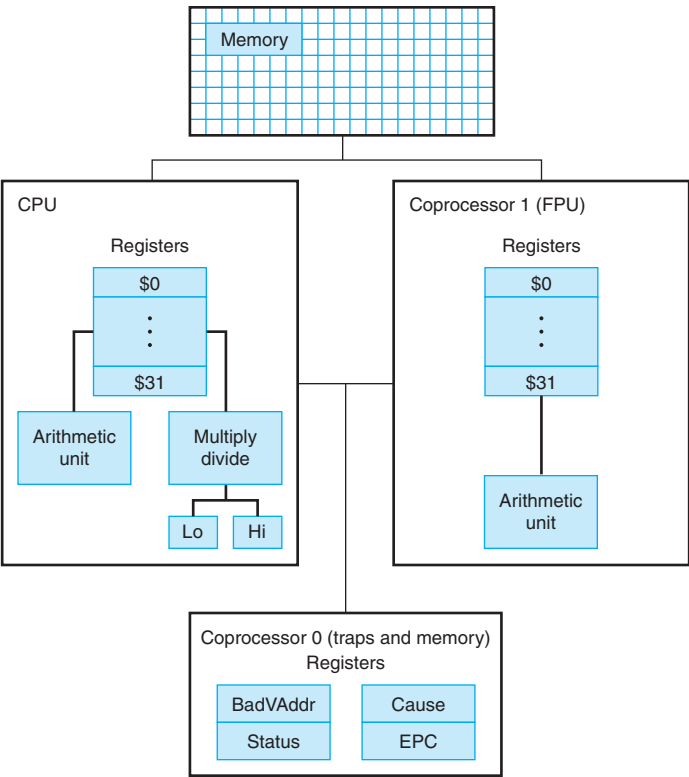 Memory
CPU
Registers
$0
$31
Arithmetic
unit
Multiply
divide
Lo
Hi
Coprocessor 1 (FPU)
Registers
$0
$31
Arithmetic
unit
Coprocessor 0 (traps and memory)
Registers
BadVAddr
Cause
Status
EPC